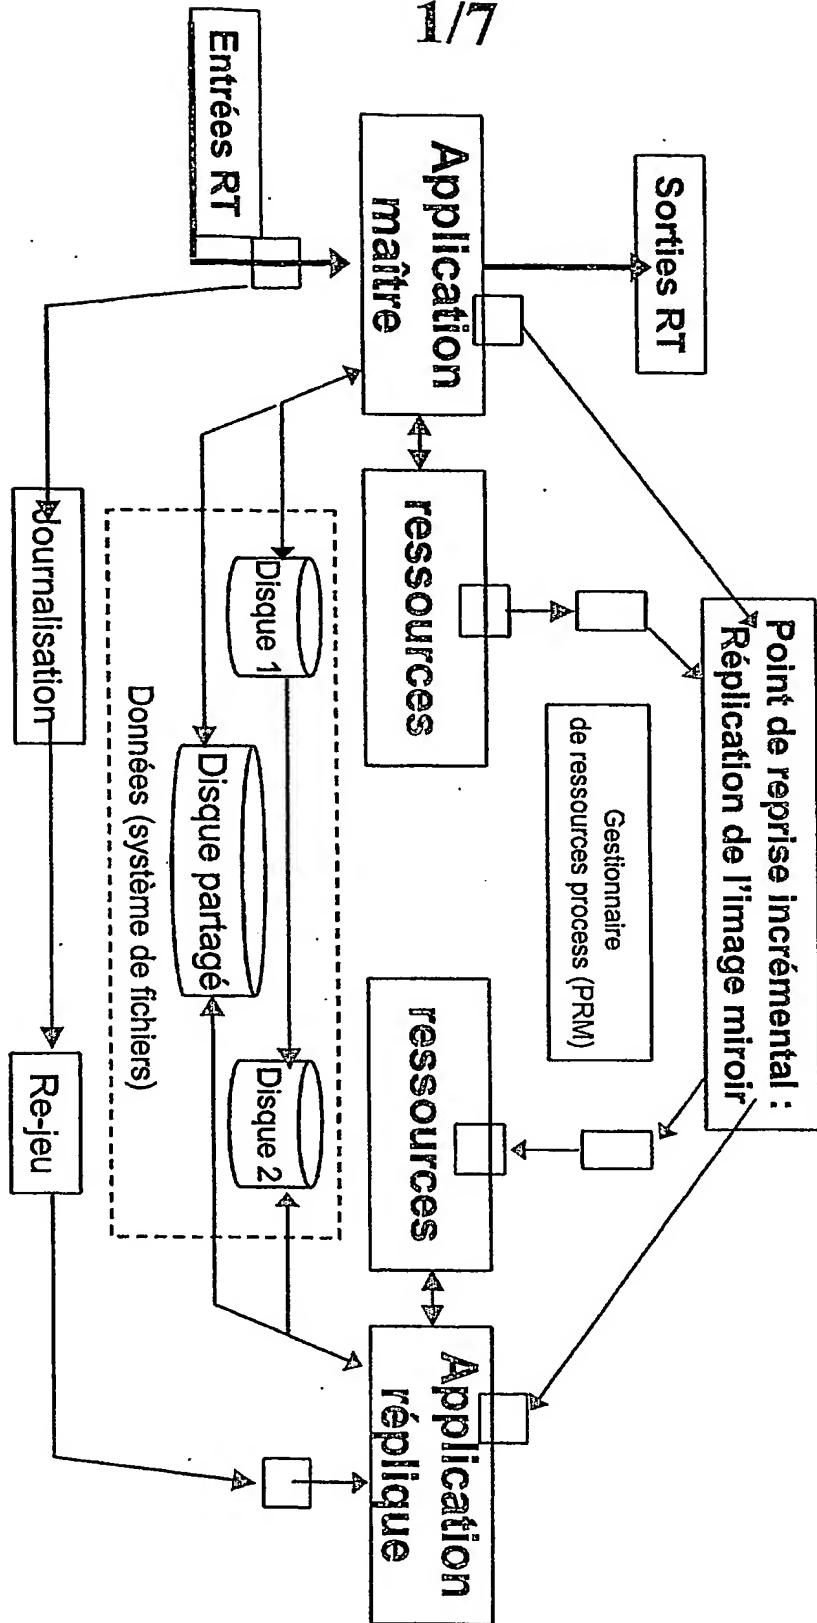 1/7
Sorties RT
Application
maître
Entrées RT
Point de reprise incrémental :
Réplication de l'image miroir
Gestionnaire
de ressources process (PRM)
ressources
ressources
Application
réplique
Disque 1
Disque 2
Disque partagé
Données (système de fichiers)
Journalisation
Re-jeu